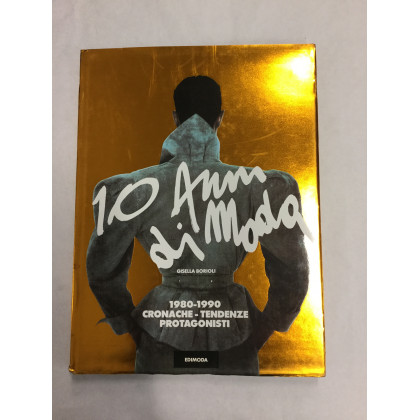 10 Anni
di Moda
GISELLA BORIOLI
1980-1990
CRONACHE - TENDENZE
PROTAGONISTI
EDIMODA